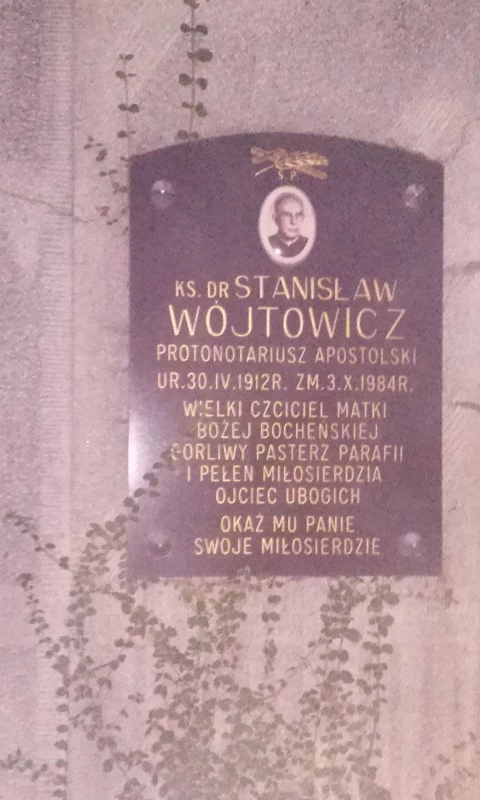 Ś.P.
KS. DR STANISŁAW
WÓJTOWICZ
PROTONOTARIUSZ APOSTOLSKI
UR.30.IV.1912R. ZM.3.X.1984R.
WIELKI CZCICIEL MATKI
BOŻEJ BOCHEŃSKIEJ
GORLIWY PASTERZ PARAFII
I PEŁEN MIŁOSIERDZIA
OJCIEC UBOGICH
OKAŻ MU PANIE
SWOJE MIŁOSIERDZIE